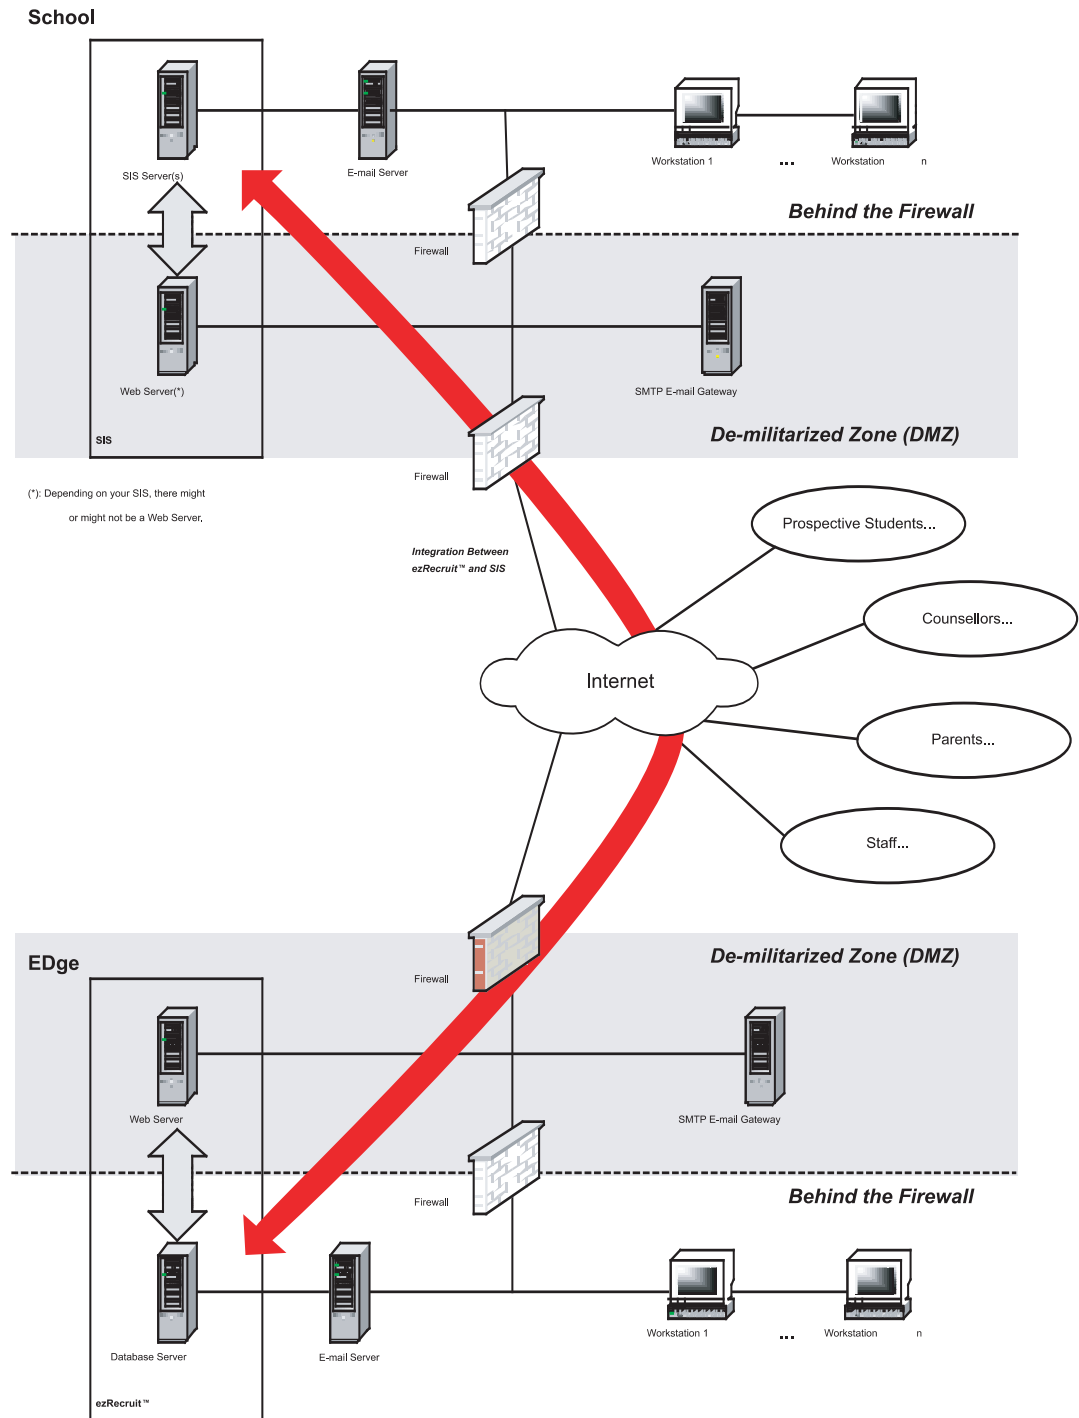 School
SIS Server(s)
E-mail Server
Workstation 1
...
Workstation n
Behind the Firewall
Firewall
Web Server(*)
SMTP E-mail Gateway
SIS
De-militarized Zone (DMZ)
Firewall
(*): Depending on your SIS, there might
or might not be a Web Server.
Integration Between
ezRecruit™ and SIS
Prospective Students...
Counsellors...
Internet
Parents...
Staff...
EDge
De-militarized Zone (DMZ)
Firewall
Web Server
SMTP E-mail Gateway
Behind the Firewall
Firewall
Database Server
E-mail Server
Workstation 1
...
Workstation n
ezRecruit™